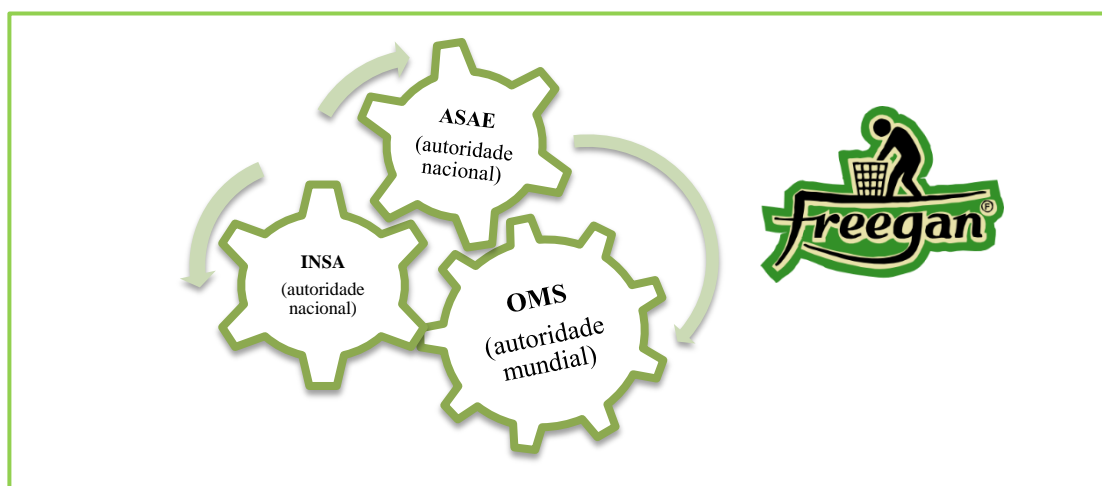 ASAE
(autoridade
nacional)
INSA
(autoridade
nacional)
OMS
(autoridade
mundial)
freegan
F